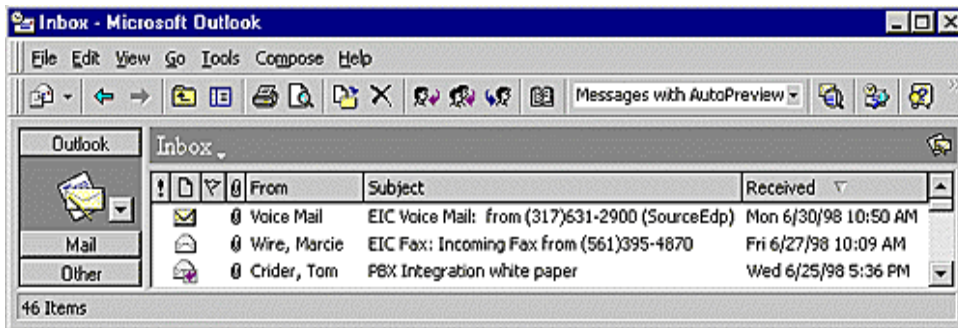 Inbox - Microsoft Outlook
File Edit View Go Tools Compose Help
Messages with AutoPreview
Outlook Inbox
! From Subject Received
Voice Mail EIC Voice Mail: from (317)631-2900 (SourceEdp) Mon 6/30/98 10:50 AM
Mail Wire, Marcie EIC Fax: Incoming Fax from (561)395-4870 Fri 6/27/98 10:09 AM
Other Crider, Tom PBX Integration white paper Wed 6/25/98 5:36 PM
46 Items